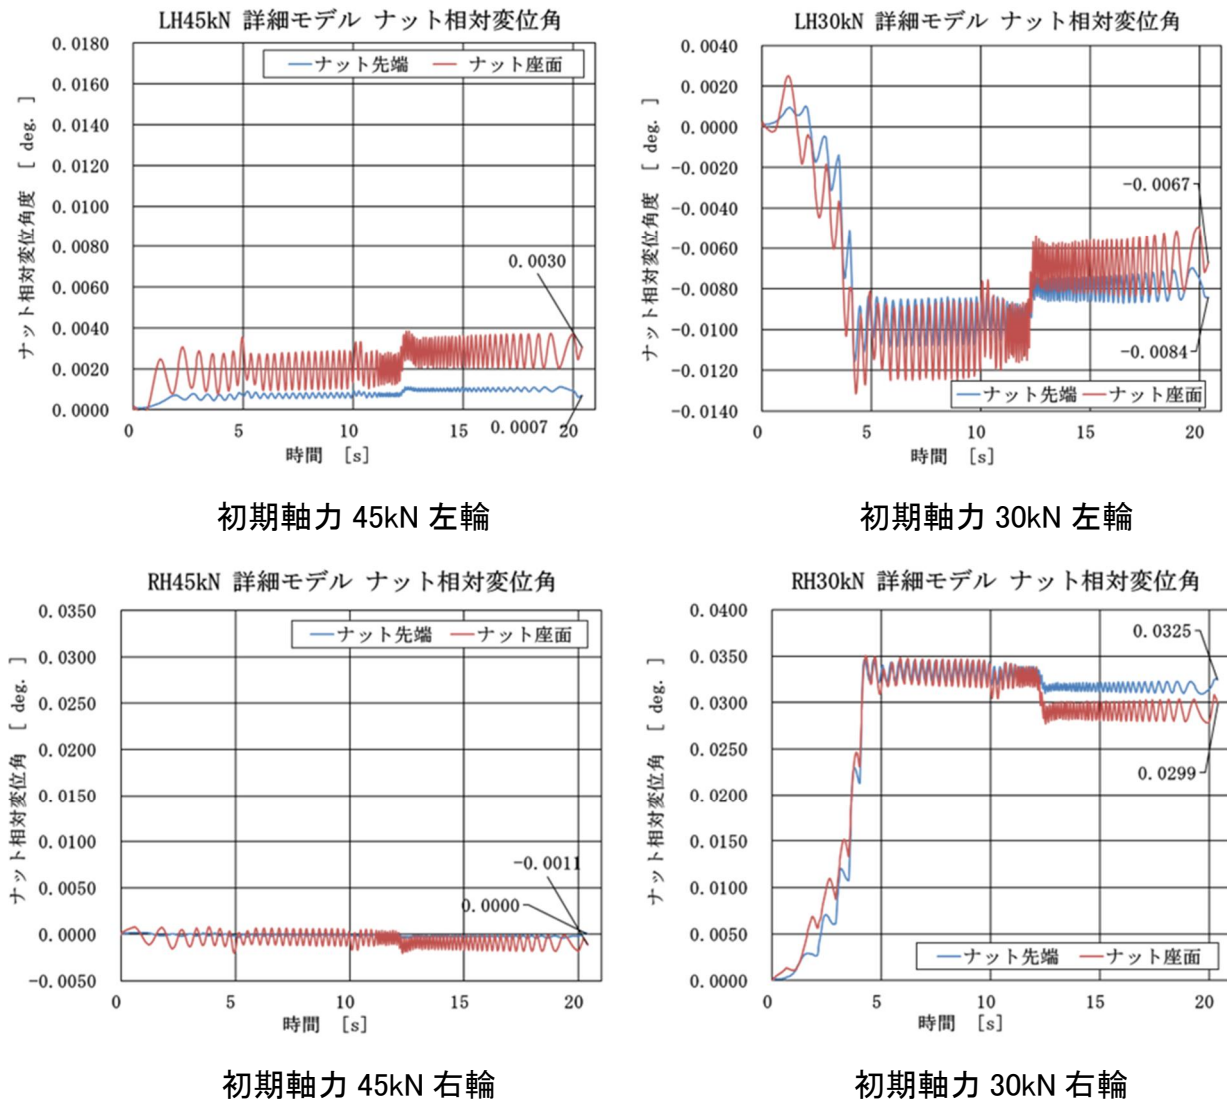 LH45kN 詳細モデル ナット相対変位角
ナット相対変位角度 [ deg. ]
0.0180
0.0160
0.0140
0.0120
0.0100
0.0080
0.0060
0.0040
0.0020
0.0000
ナット先端 ナット座面
0.0030
0.0007
0 5 10 15 20
時間 [s]
初期軸力 45kN 左輪
LH30kN 詳細モデル ナット相対変位角
ナット相対変位角度 [ deg. ]
0.0040
0.0020
0.0000
-0.0020
-0.0040
-0.0060
-0.0080
-0.0100
-0.0120
-0.0140
-0.0067
-0.0084
ナット先端 ナット座面
0 5 10 15 20
時間 [s]
初期軸力 30kN 左輪
RH45kN 詳細モデル ナット相対変位角
ナット相対変位角 [ deg. ]
0.0350
0.0300
0.0250
0.0200
0.0150
0.0100
0.0050
0.0000
-0.0050
ナット先端 ナット座面
-0.0011
0.0000
0 5 10 15 20
時間 [s]
初期軸力 45kN 右輪
RH30kN 詳細モデル ナット相対変位角
ナット相対変位角 [ deg. ]
0.0400
0.0350
0.0300
0.0250
0.0200
0.0150
0.0100
0.0050
0.0000
0.0325
0.0299
ナット先端 ナット座面
0 5 10 15 20
時間 [s]
初期軸力 30kN 右輪